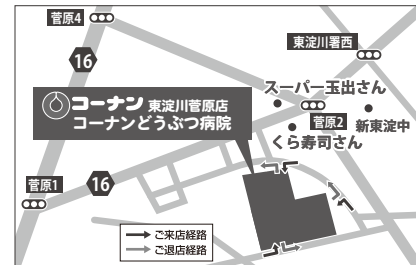 菅原4
東淀川署西
16
スーパー玉出さん
コーナン 東淀川菅原店
コーナンどうぶつ病院
菅原2
新東淀中
くら寿司さん
菅原1
16
ご来店経路
ご退店経路